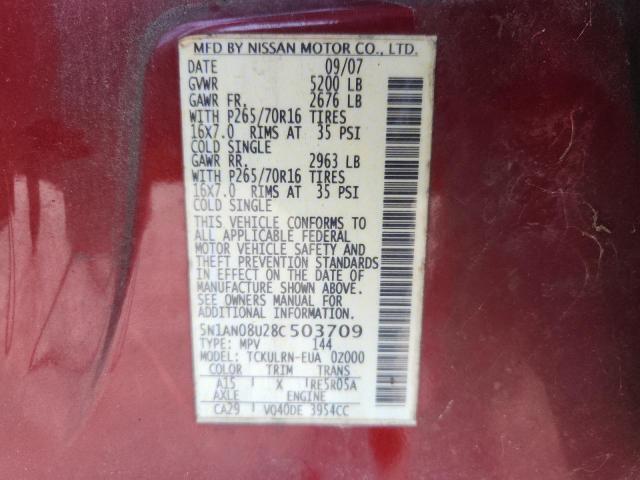 MFD BY NISSAN MOTOR CO., LTD.
DATE 09/07
GVWR 5200 LB
GAWR FR. 2676 LB
WITH P265/70R16 TIRES
16X7.0 RIMS AT 35 PSI
COLD SINGLE
GAWR RR. 2963 LB
WITH P265/70R16 TIRES
16X7.0 RIMS AT 35 PSI
COLD SINGLE
THIS VEHICLE CONFORMS TO
ALL APPLICABLE FEDERAL
MOTOR VEHICLE SAFETY AND
THEFT PREVENTION STANDARDS
IN EFFECT ON THE DATE OF
MANUFACTURE SHOWN ABOVE.
SEE OWNERS MANUAL FOR
ADDITIONAL INFORMATION.
5N1AN08U28C503709
TYPE: MPV 144
MODEL: TCKULRN-EUA 0Z000
COLOR TRIM TRANS
A15 X RE5R05A
AXLE ENGINE
CA29 VQ40DE 3954CC